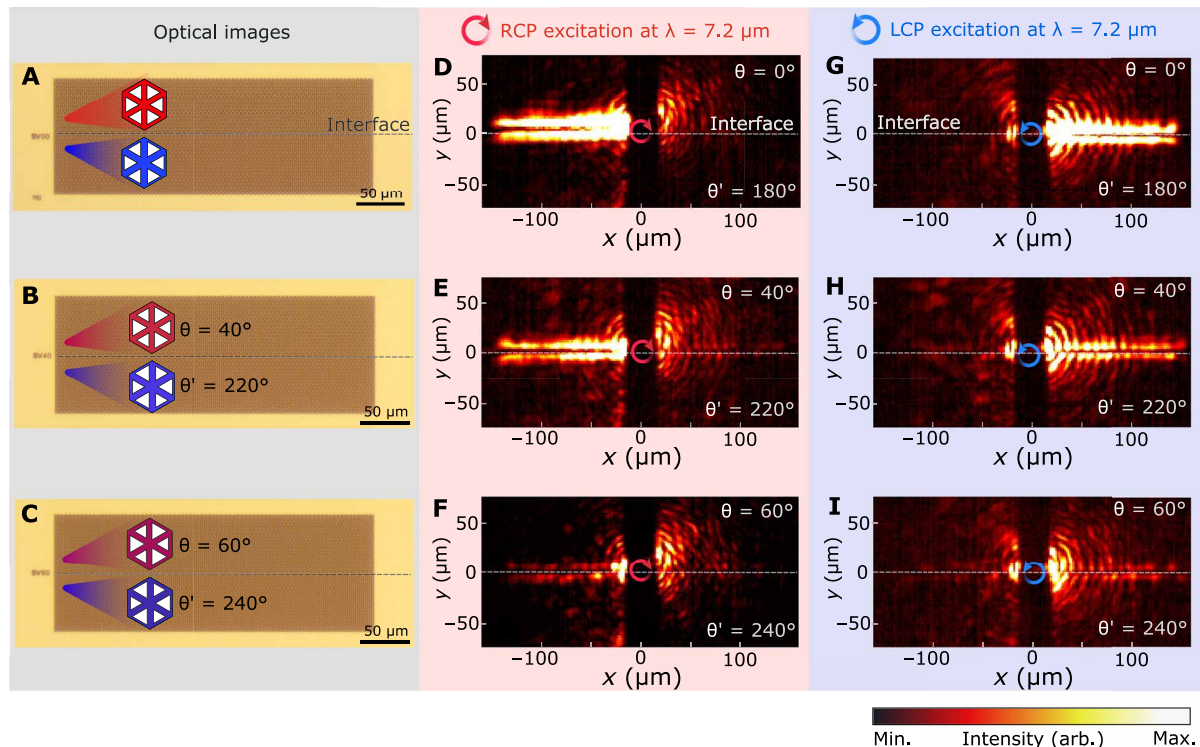 Optical images
RCP excitation at λ = 7.2 µm
LCP excitation at λ = 7.2 µm
A
Interface
SV00
50 µm
D
θ = 0°
Interface
θ' = 180°
50
0
−50
y (µm)
−100
0
100
x (µm)
G
θ = 0°
Interface
θ' = 180°
50
0
−50
y (µm)
−100
0
100
x (µm)
B
θ = 40°
SV40
θ' = 220°
50 µm
E
θ = 40°
θ' = 220°
50
0
−50
y (µm)
−100
0
100
x (µm)
H
θ = 40°
θ' = 220°
50
0
−50
y (µm)
−100
0
100
x (µm)
C
θ = 60°
SV60
θ' = 240°
50 µm
F
θ = 60°
θ' = 240°
50
0
−50
y (µm)
−100
0
100
x (µm)
I
θ = 60°
θ' = 240°
50
0
−50
y (µm)
−100
0
100
x (µm)
Min.
Intensity (arb.)
Max.